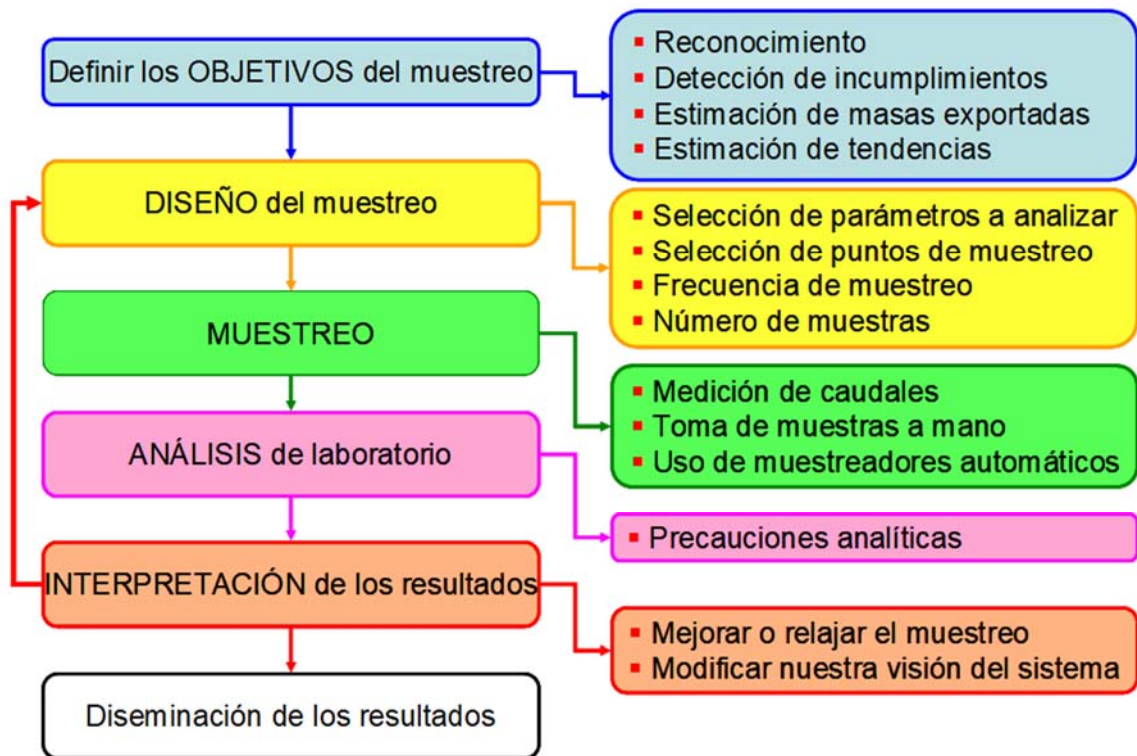 Definir los OBJETIVOS del muestreo
▪ Reconocimiento
▪ Detección de incumplimientos
▪ Estimación de masas exportadas
▪ Estimación de tendencias
DISEÑO del muestreo
▪ Selección de parámetros a analizar
▪ Selección de puntos de muestreo
▪ Frecuencia de muestreo
▪ Número de muestras
MUESTREO
▪ Medición de caudales
▪ Toma de muestras a mano
▪ Uso de muestreadores automáticos
ANÁLISIS de laboratorio
▪ Precauciones analíticas
INTERPRETACIÓN de los resultados
▪ Mejorar o relajar el muestreo
▪ Modificar nuestra visión del sistema
Diseminación de los resultados